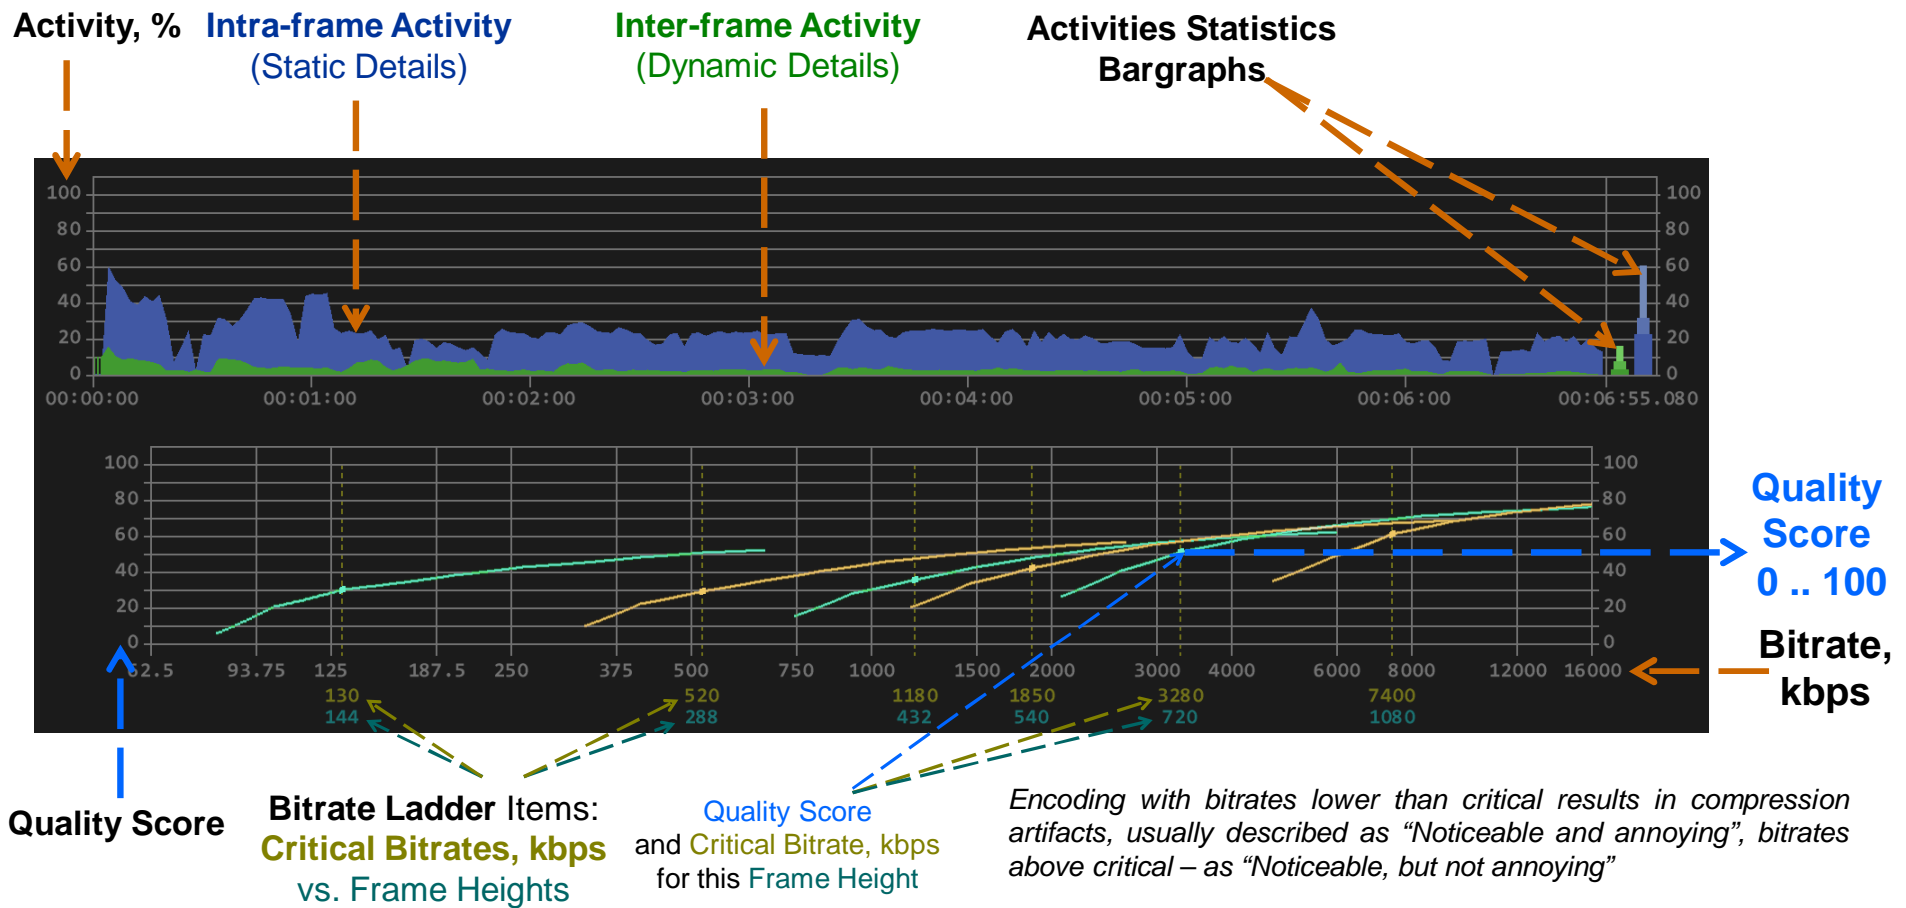 Activity, %
Intra-frame Activity
(Static Details)
Inter-frame Activity
(Dynamic Details)
Activities Statistics
Bargraphs
100 100
80 80
60 60
40 40
20 20
0 0
00:00:00 00:01:00 00:02:00 00:03:00 00:04:00 00:05:00 00:06:00 00:06:55.080
100 100
80 80
60 60
40 40
20 20
0 0
62.5 93.75 125 187.5 250 375 500 750 1000 1500 2000 3000 4000 6000 8000 12000 16000
130 520 1180 1850 3280 7400
144 288 432 540 720 1080
Quality
Score
0 .. 100
Bitrate,
kbps
Quality Score
Bitrate Ladder Items:
Critical Bitrates, kbps
vs. Frame Heights
Quality Score
and Critical Bitrate, kbps
for this Frame Height
Encoding with bitrates lower than critical results in compression
artifacts, usually described as “Noticeable and annoying”, bitrates
above critical – as “Noticeable, but not annoying”